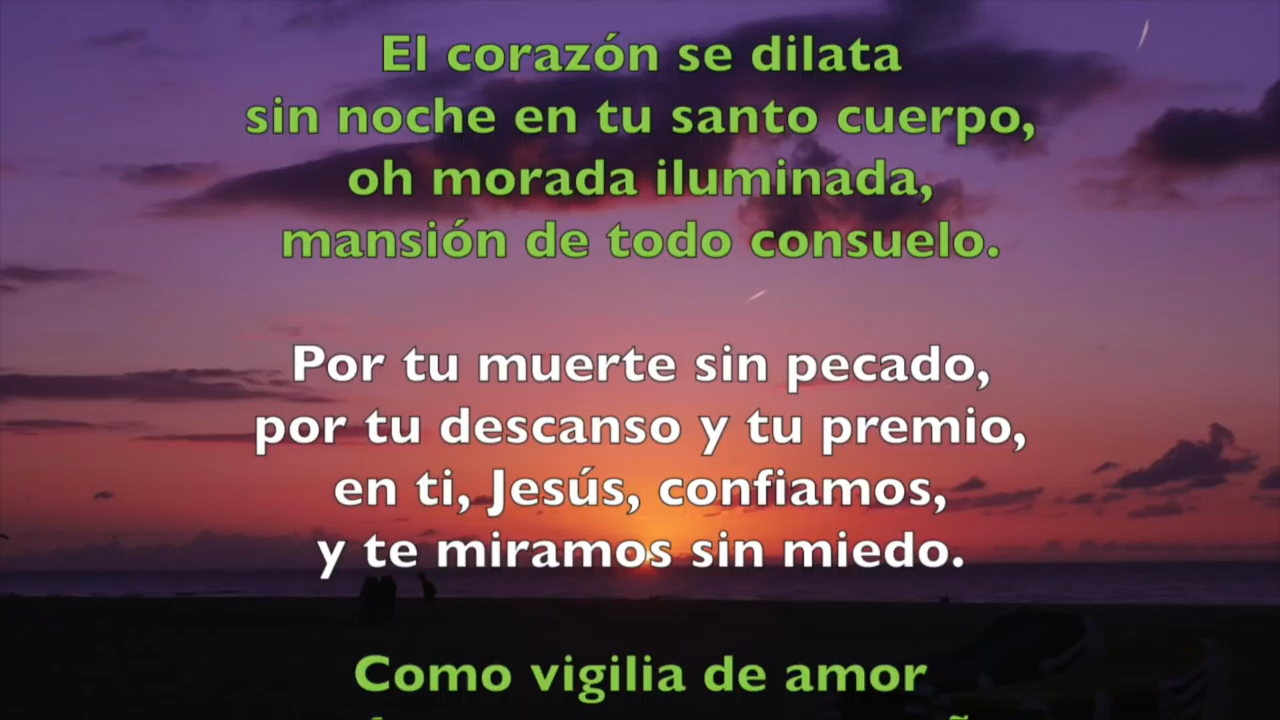 El corazón se dilata
sin noche en tu santo cuerpo,
oh morada iluminada,
mansión de todo consuelo.
Por tu muerte sin pecado,
por tu descanso y tu premio,
en ti, Jesús, confiamos,
y te miramos sin miedo.
Como vigilia de amor